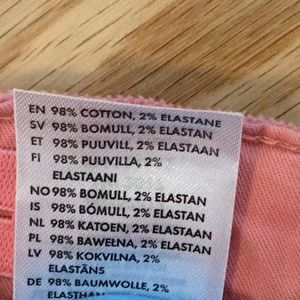 EN 98% COTTON, 2% ELASTANE
SV 98% BOMULL, 2% ELASTAN
ET 98% PUUVILL, 2% ELASTAAN
FI 98% PUUVILLA, 2%
ELASTAANI
NO 98% BOMULL, 2% ELASTAN
IS 98% BÓMULL, 2% ELASTAN
NL 98% KATOEN, 2% ELASTAAN
PL 98% BAWEŁNA, 2% ELASTAN
LV 98% KOKVILNA, 2%
ELASTĀNS
DE 98% BAUMWOLLE, 2%
ELASTHAN